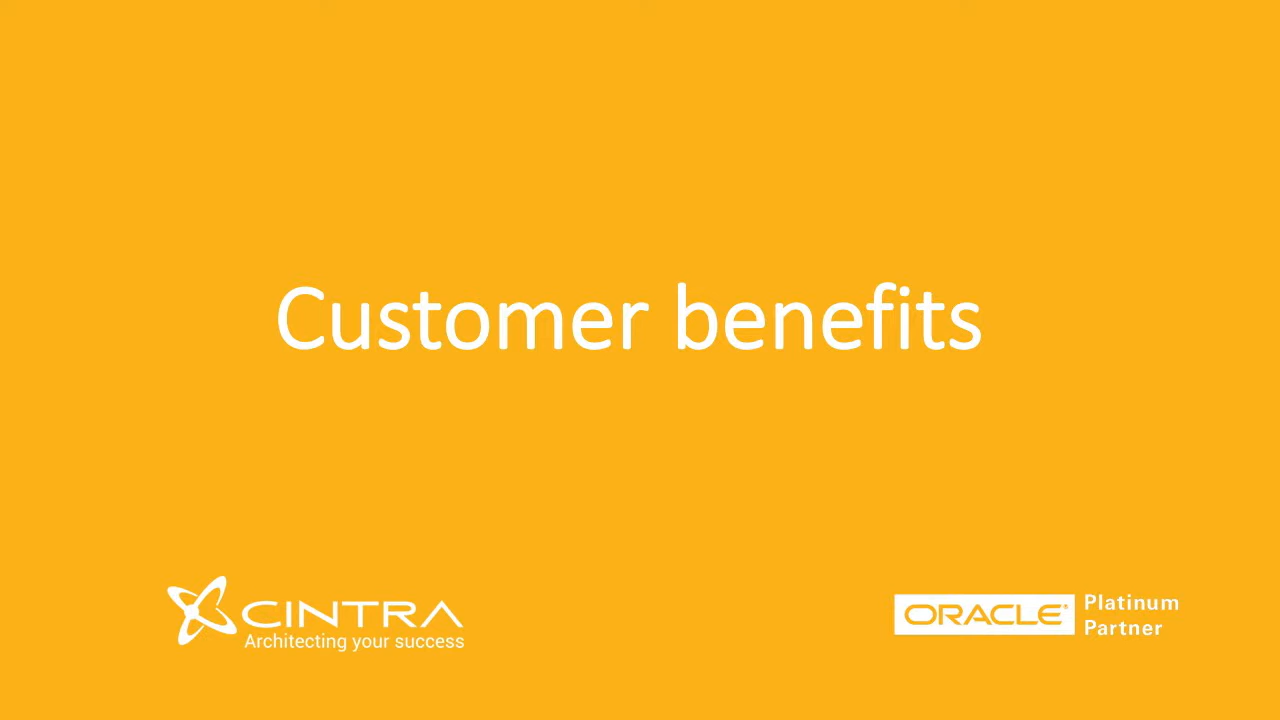 Customer benefits
CINTRA
Architecting your success
ORACLE®
Platinum
Partner